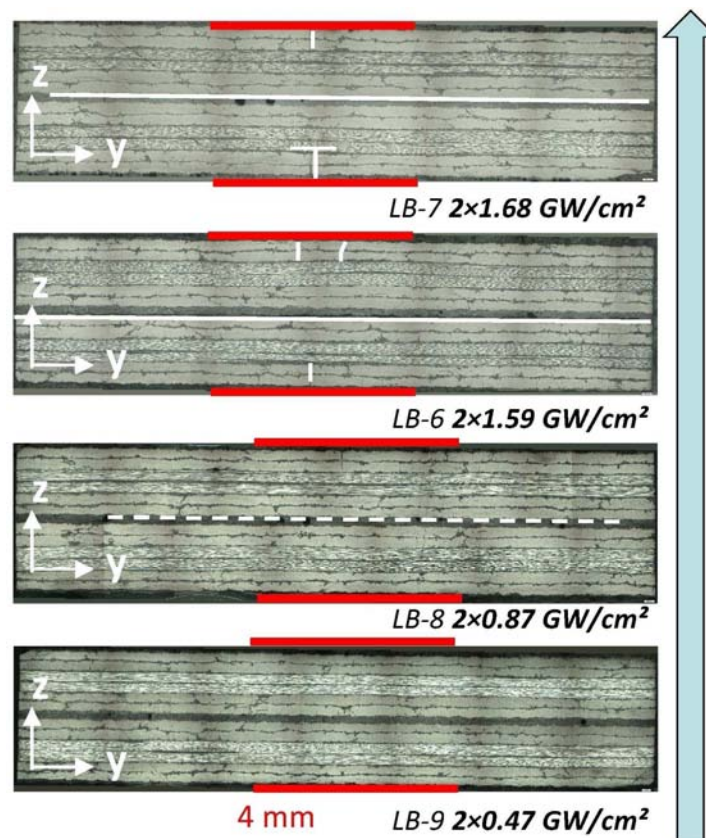 z
y
LB-7 2×1.68 GW/cm²
z
y
LB-6 2×1.59 GW/cm²
z
y
LB-8 2×0.87 GW/cm²
z
y
4 mm
LB-9 2×0.47 GW/cm²